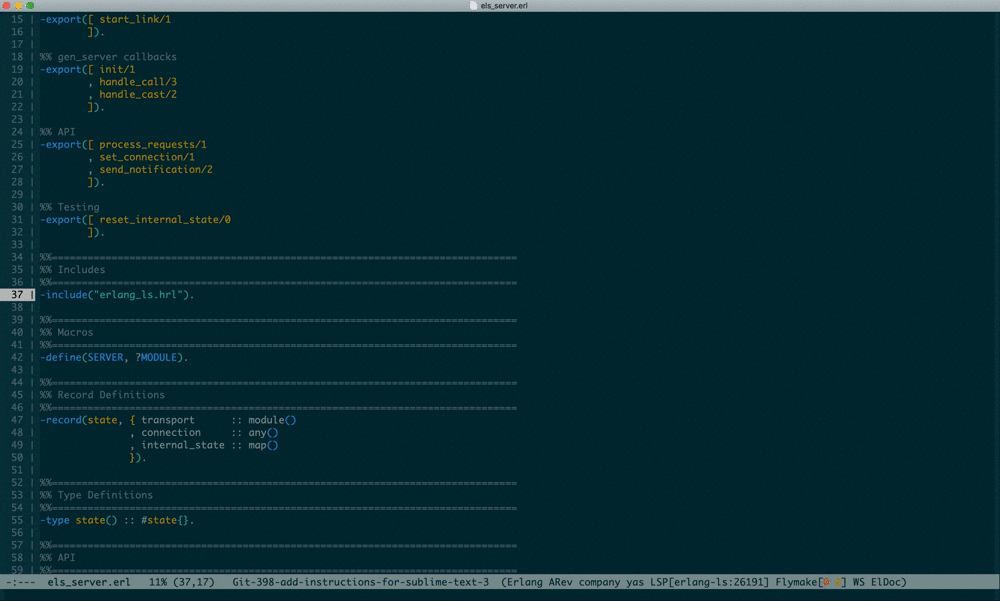 els_server.erl
15 | -export([ start_link/1
16 |         ]).
17 |
18 | %% gen_server callbacks
19 | -export([ init/1
20 |         , handle_call/3
21 |         , handle_cast/2
22 |         ]).
23 |
24 | %% API
25 | -export([ process_requests/1
26 |         , set_connection/1
27 |         , send_notification/2
28 |         ]).
29 |
30 | %% Testing
31 | -export([ reset_internal_state/0
32 |         ]).
33 |
34 | %%==============================================================================
35 | %% Includes
36 | %%==============================================================================
37 | -include("erlang_ls.hrl").
38 |
39 | %%==============================================================================
40 | %% Macros
41 | %%==============================================================================
42 | -define(SERVER, ?MODULE).
43 |
44 | %%==============================================================================
45 | %% Record Definitions
46 | %%==============================================================================
47 | -record(state, { transport      :: module()
48 |                , connection     :: any()
49 |                , internal_state :: map()
50 |                }).
51 |
52 | %%==============================================================================
53 | %% Type Definitions
54 | %%==============================================================================
55 | -type state() :: #state{}.
56 |
57 | %%==============================================================================
58 | %% API
59 | %%==============================================================================
-:---  els_server.erl   11% (37,17)   Git-398-add-instructions-for-sublime-text-3  (Erlang ARev company yas LSP[erlang-ls:26191] Flymake[] WS ElDoc)